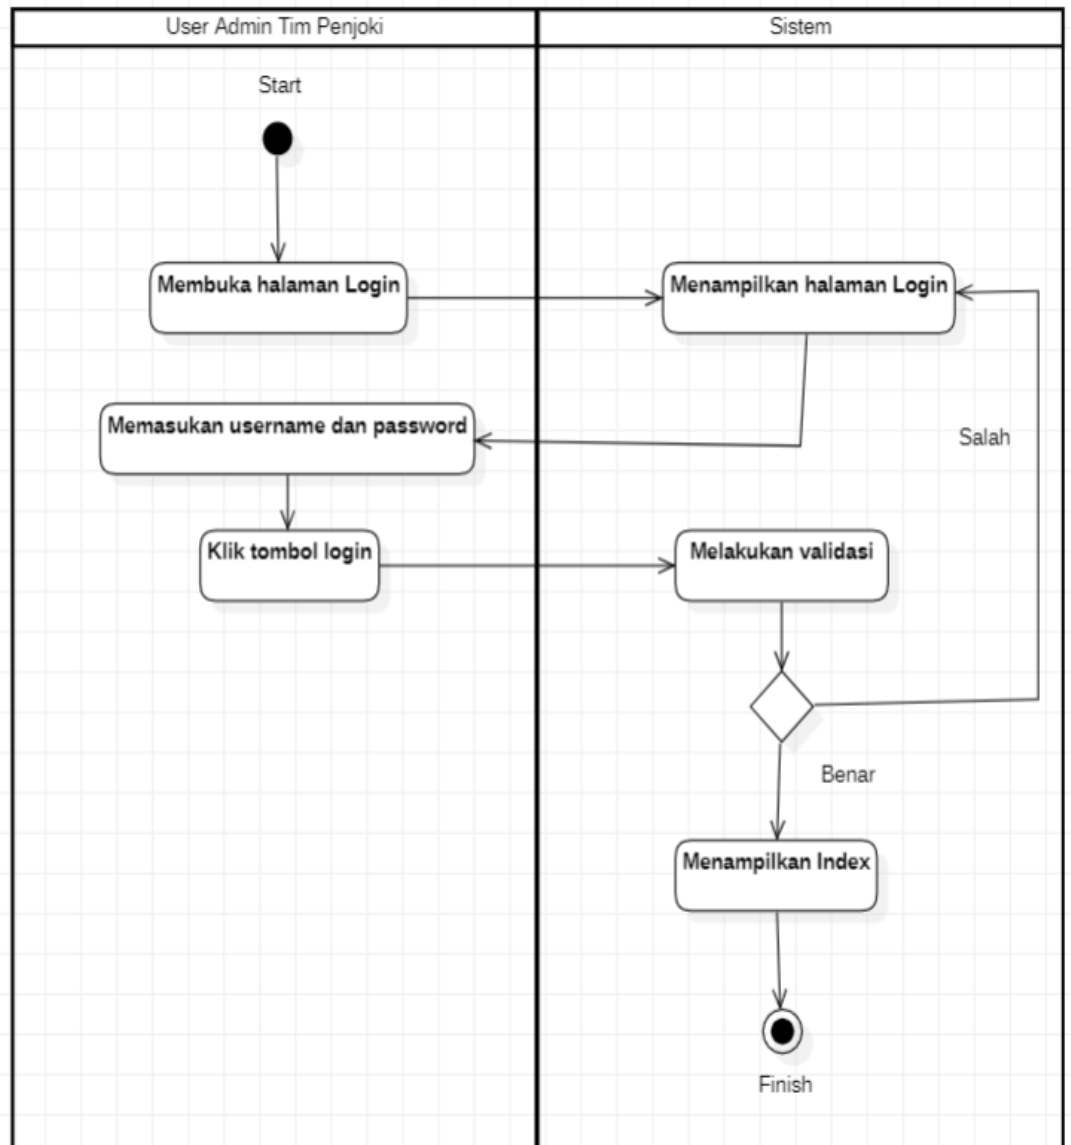 User Admin Tim Penjoki
Sistem
Start
Membuka halaman Login
Menampilkan halaman Login
Memasukan username dan password
Salah
Klik tombol login
Melakukan validasi
Benar
Menampilkan Index
Finish